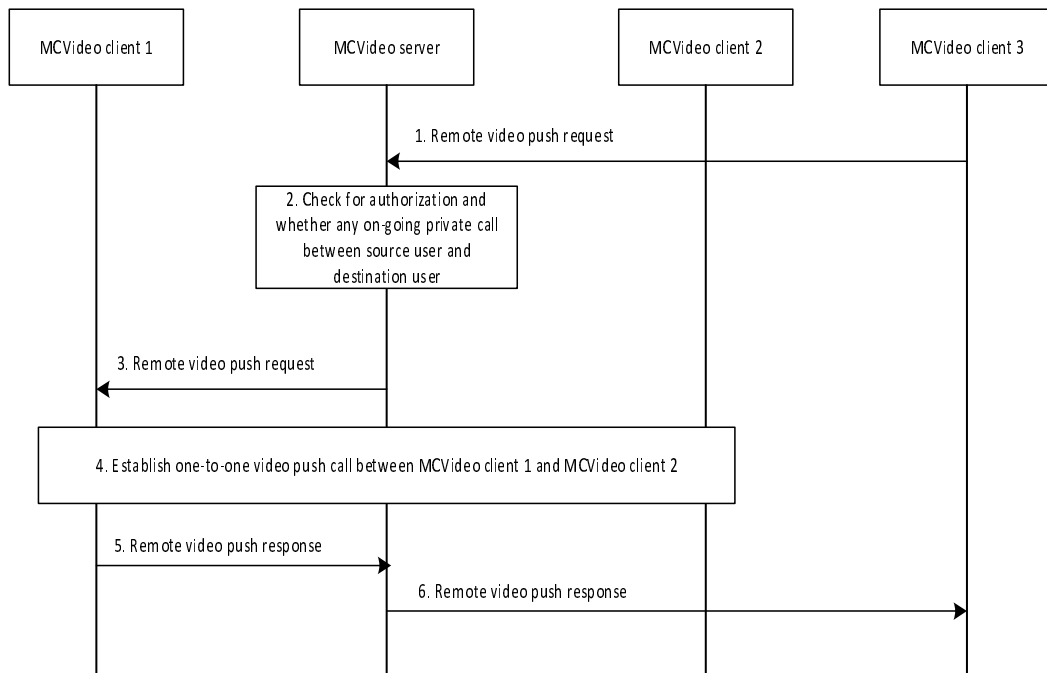 MCVideo client 1
MCVideo server
MCVideo client 2
MCVideo client 3
1. Remote video push request
2. Check for authorization and
whether any on-going private call
between source user and
destination user
3. Remote video push request
4. Establish one-to-one video push call between MCVideo client 1 and MCVideo client 2
5. Remote video push response
6. Remote video push response